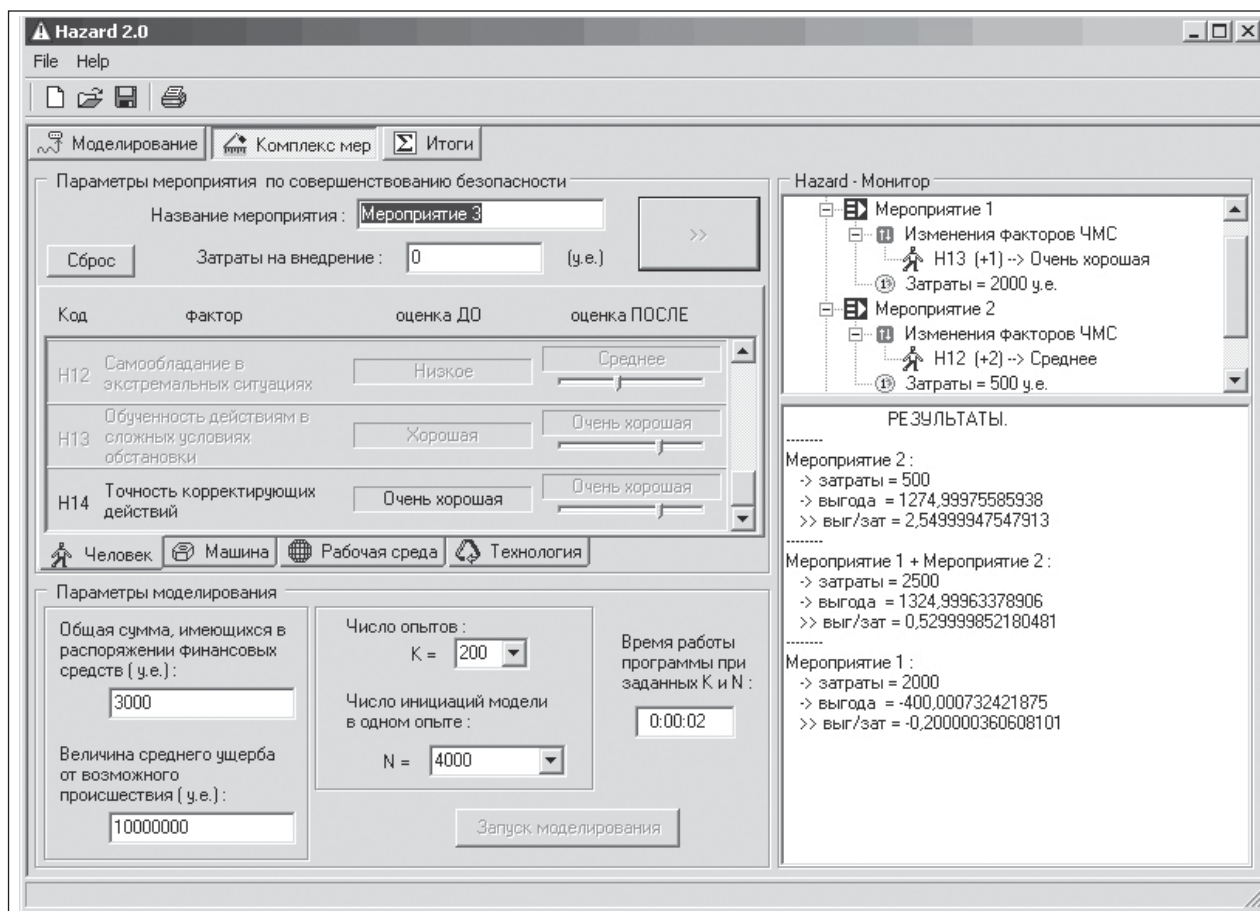 Hazard 2.0
File Help
Моделирование Комплекс мер Σ Итоги
Параметры мероприятия по совершенствованию безопасности
Название мероприятия : Мероприятие 3
>>
Сброс Затраты на внедрение : 0 (у.е.)
Код фактор оценка ДО оценка ПОСЛЕ
H12 Самообладание в экстремальных ситуациях Низкое Среднее
H13 Обученность действиям в сложных условиях обстановки Хорошая Очень хорошая
H14 Точность корректирующих действий Очень хорошая Очень хорошая
Человек Машина Рабочая среда Технология
Параметры моделирования
Общая сумма, имеющихся в
распоряжении финансовых
средств ( у.е.) :
3000
Величина среднего ущерба
от возможного
происшествия ( у.е.) :
10000000
Число опытов :
K = 200
Число инициаций модели
в одном опыте :
N = 4000
Время работы
программы при
заданных K и N :
0:00:02
Запуск моделирования
Hazard - Монитор
Мероприятие 1
Изменения факторов ЧМС
H13 (+1) --> Очень хорошая
Затраты = 2000 у.е.
Мероприятие 2
Изменения факторов ЧМС
H12 (+2) --> Среднее
Затраты = 500 у.е.
РЕЗУЛЬТАТЫ.
--------
Мероприятие 2 :
-> затраты = 500
-> выгода = 1274,99975585938
>> выг/зат = 2,54999947547913
--------
Мероприятие 1 + Мероприятие 2 :
-> затраты = 2500
-> выгода = 1324,99963378906
>> выг/зат = 0,529999852180481
--------
Мероприятие 1 :
-> затраты = 2000
-> выгода = -400,000732421875
>> выг/зат = -0,200000360608101